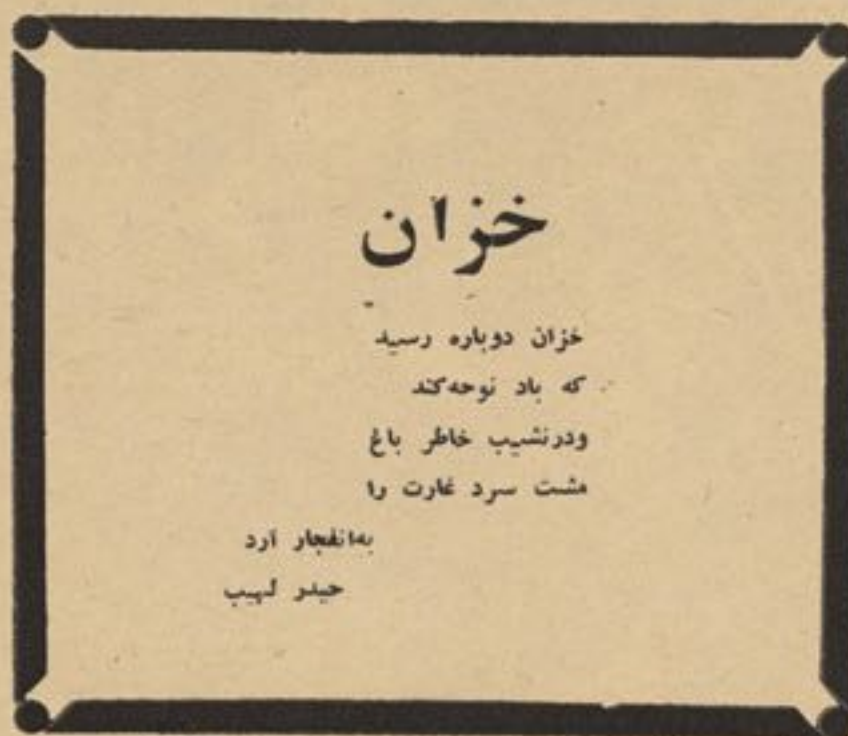 خزان
خزان دوباره رسید
که باد نوحه‌کند
ودرنشیب خاطر باغ
مشت سرد غارت را
به‌انفجار آرد
حیدر لهیب